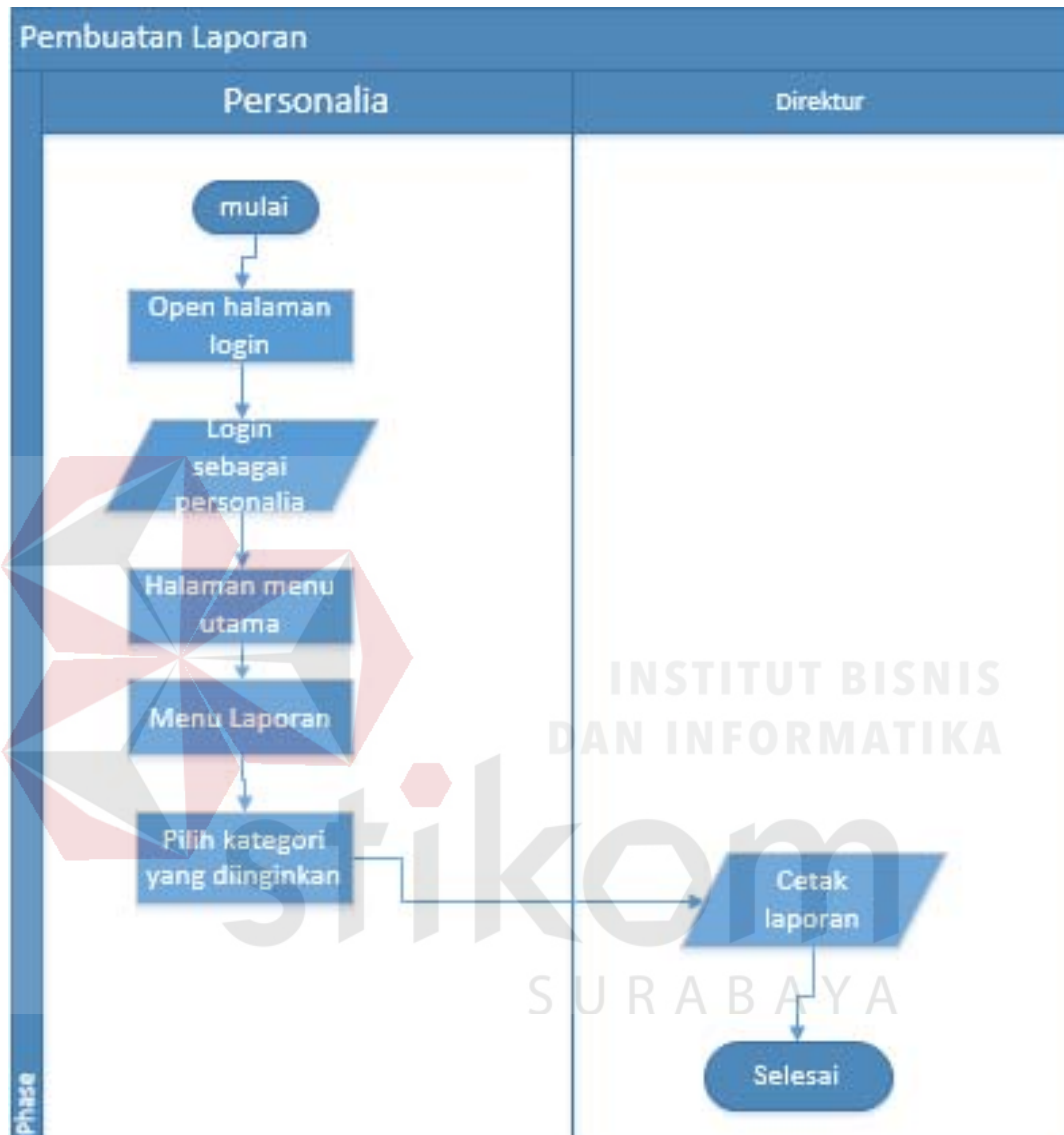 Pembuatan Laporan
Personalia
Direktur
mulai
Open halaman
login
Login
sebagai
personalia
Halaman menu
utama
Menu Laporan
Pilih kategori
yang diinginkan
Cetak
laporan
Selesai
Phase
INSTITUT BISNIS
DAN INFORMATIKA
stikom
SURABAYA